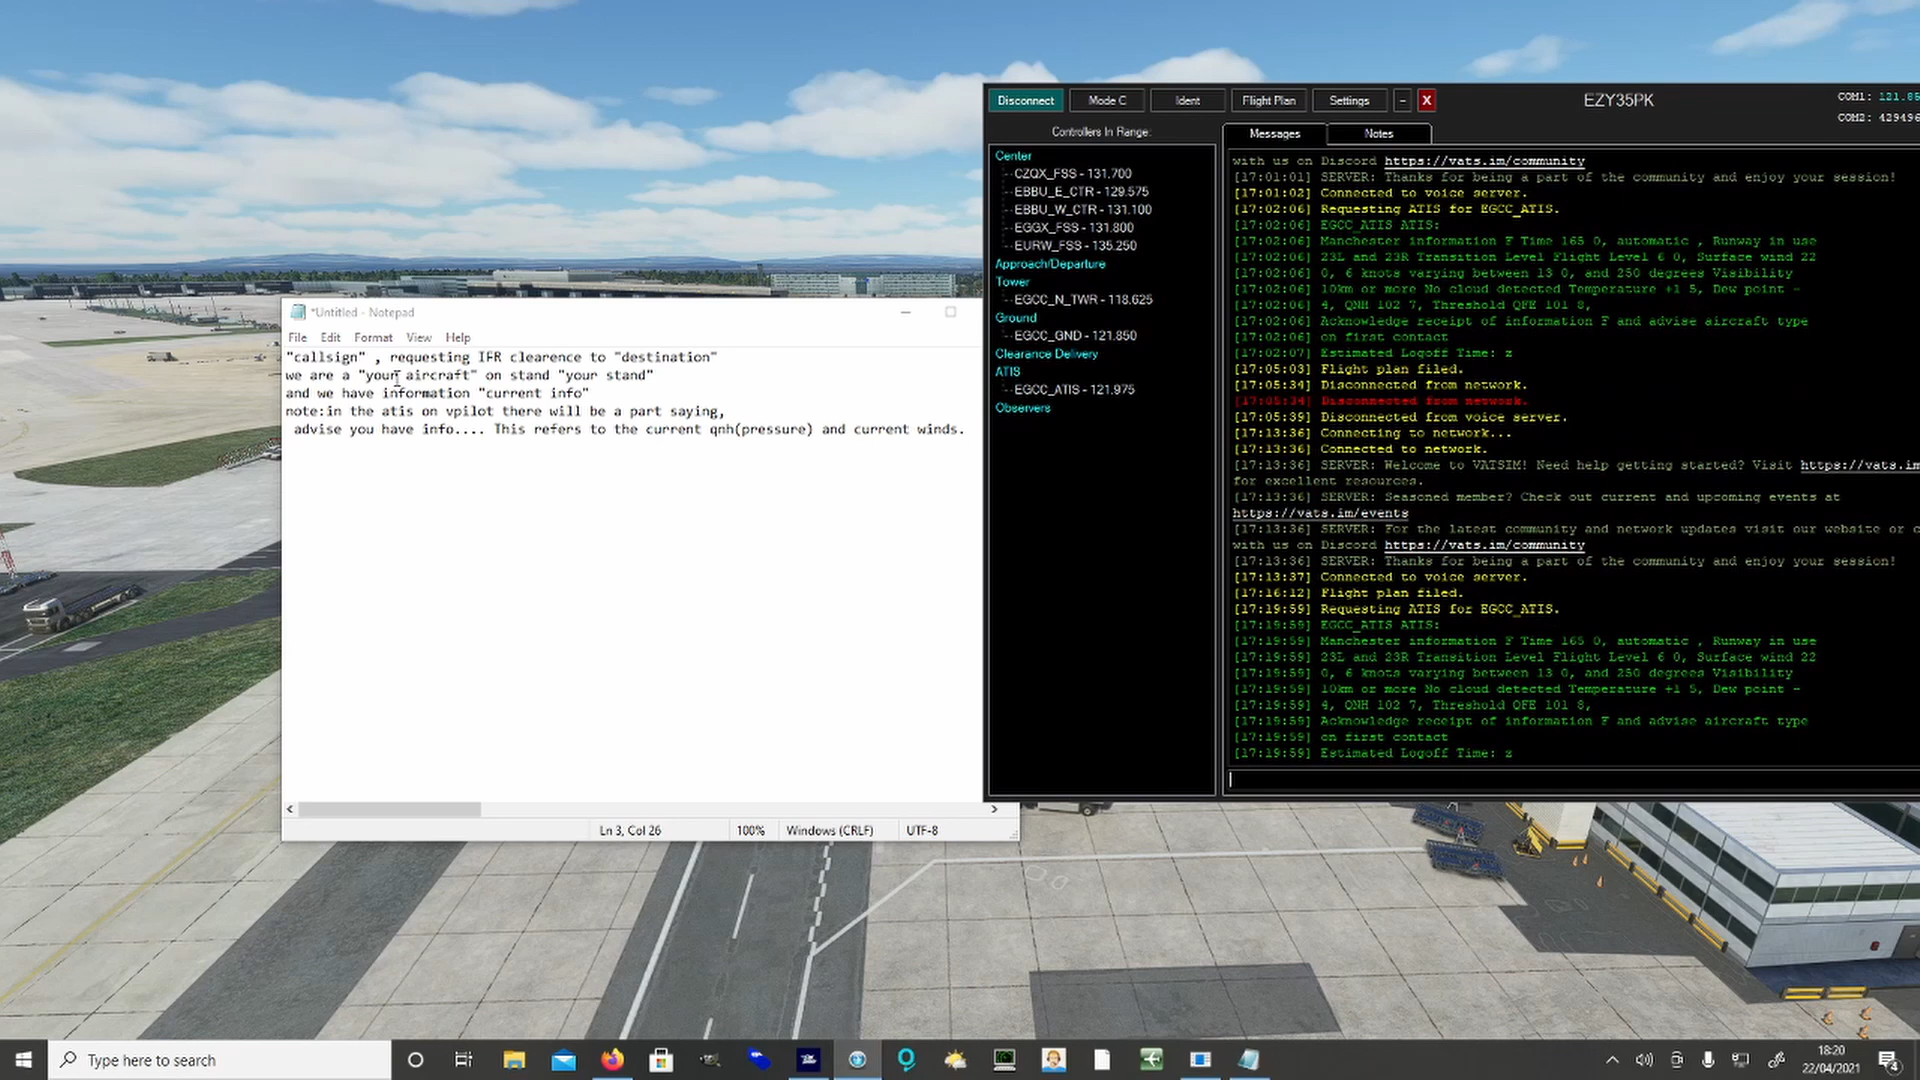 *Untitled - Notepad
File Edit Format View Help
"callsign" , requesting IFR clearence to "destination"
we are a "your aircraft" on stand "your stand"
and we have information "current info"
note:in the atis on vpilot there will be a part saying,
advise you have info.... This refers to the current qnh(pressure) and current winds.
Ln 3, Col 26 100% Windows (CRLF) UTF-8
Disconnect Mode C Ident Flight Plan Settings - X EZY35PK
COM1: 121.85
COM2: 429496
Controllers In Range:
Center
CZQX_FSS - 131.700
EBBU_E_CTR - 129.575
EBBU_W_CTR - 131.100
EGGX_FSS - 131.800
EURW_FSS - 135.250
Approach/Departure
Tower
EGCC_N_TWR - 118.625
Ground
EGCC_GND - 121.850
Clearance Delivery
ATIS
EGCC_ATIS - 121.975
Observers
Messages Notes
with us on Discord https://vats.im/community
[17:01:01] SERVER: Thanks for being a part of the community and enjoy your session!
[17:01:02] Connected to voice server.
[17:02:06] Requesting ATIS for EGCC_ATIS.
[17:02:06] EGCC_ATIS ATIS:
[17:02:06] Manchester information F Time 165 0, automatic , Runway in use
[17:02:06] 23L and 23R Transition Level Flight Level 6 0, Surface wind 22
[17:02:06] 0, 6 knots varying between 13 0, and 250 degrees Visibility
[17:02:06] 10km or more No cloud detected Temperature +1 5, Dew point -
[17:02:06] 4, QNH 102 7, Threshold QFE 101 8,
[17:02:06] Acknowledge receipt of information F and advise aircraft type
[17:02:06] on first contact
[17:02:07] Estimated Logoff Time: z
[17:05:03] Flight plan filed.
[17:05:34] Disconnected from network.
[17:05:34] Disconnected from network.
[17:05:39] Disconnected from voice server.
[17:13:36] Connecting to network...
[17:13:36] Connected to network.
[17:13:36] SERVER: Welcome to VATSIM! Need help getting started? Visit https://vats.im
for excellent resources.
[17:13:36] SERVER: Seasoned member? Check out current and upcoming events at
https://vats.im/events
[17:13:36] SERVER: For the latest community and network updates visit our website or c
with us on Discord https://vats.im/community
[17:13:36] SERVER: Thanks for being a part of the community and enjoy your session!
[17:13:37] Connected to voice server.
[17:16:12] Flight plan filed.
[17:19:59] Requesting ATIS for EGCC_ATIS.
[17:19:59] EGCC_ATIS ATIS:
[17:19:59] Manchester information F Time 165 0, automatic , Runway in use
[17:19:59] 23L and 23R Transition Level Flight Level 6 0, Surface wind 22
[17:19:59] 0, 6 knots varying between 13 0, and 250 degrees Visibility
[17:19:59] 10km or more No cloud detected Temperature +1 5, Dew point -
[17:19:59] 4, QNH 102 7, Threshold QFE 101 8,
[17:19:59] Acknowledge receipt of information F and advise aircraft type
[17:19:59] on first contact
[17:19:59] Estimated Logoff Time: z
Type here to search
18:20
22/04/2021
4